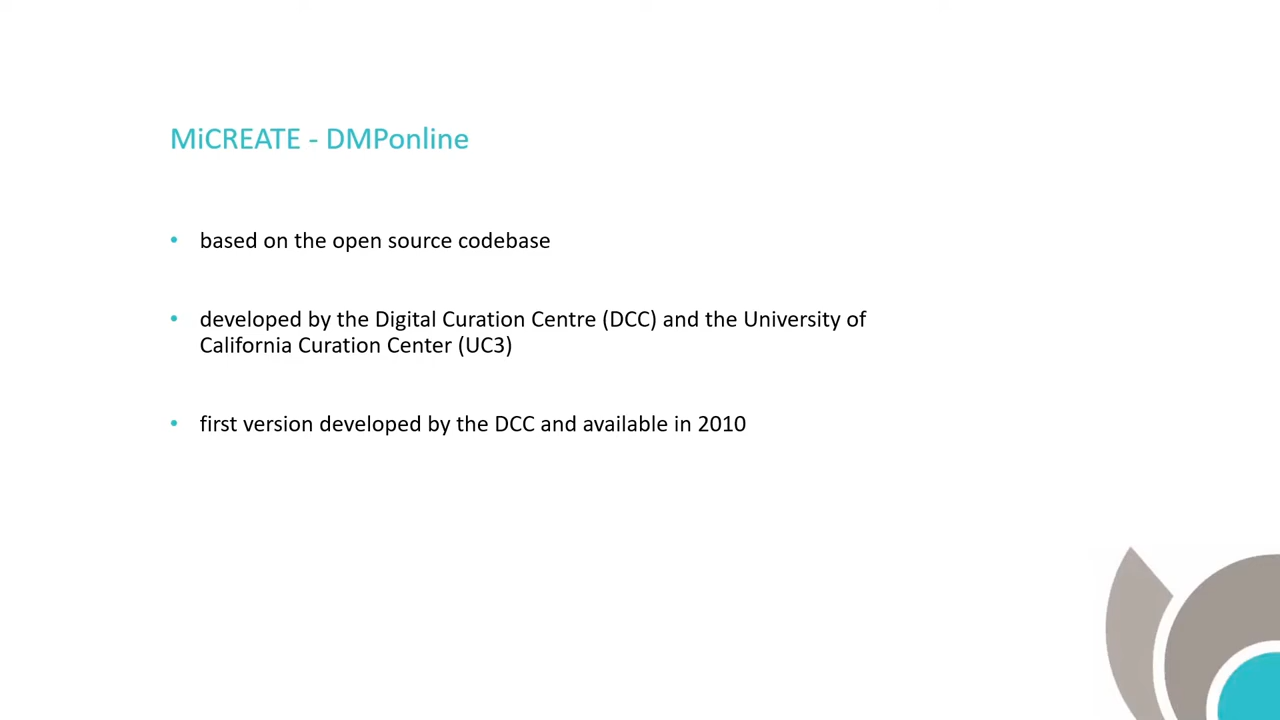 MiCREATE - DMPonline
• based on the open source codebase
• developed by the Digital Curation Centre (DCC) and the University of
California Curation Center (UC3)
• first version developed by the DCC and available in 2010